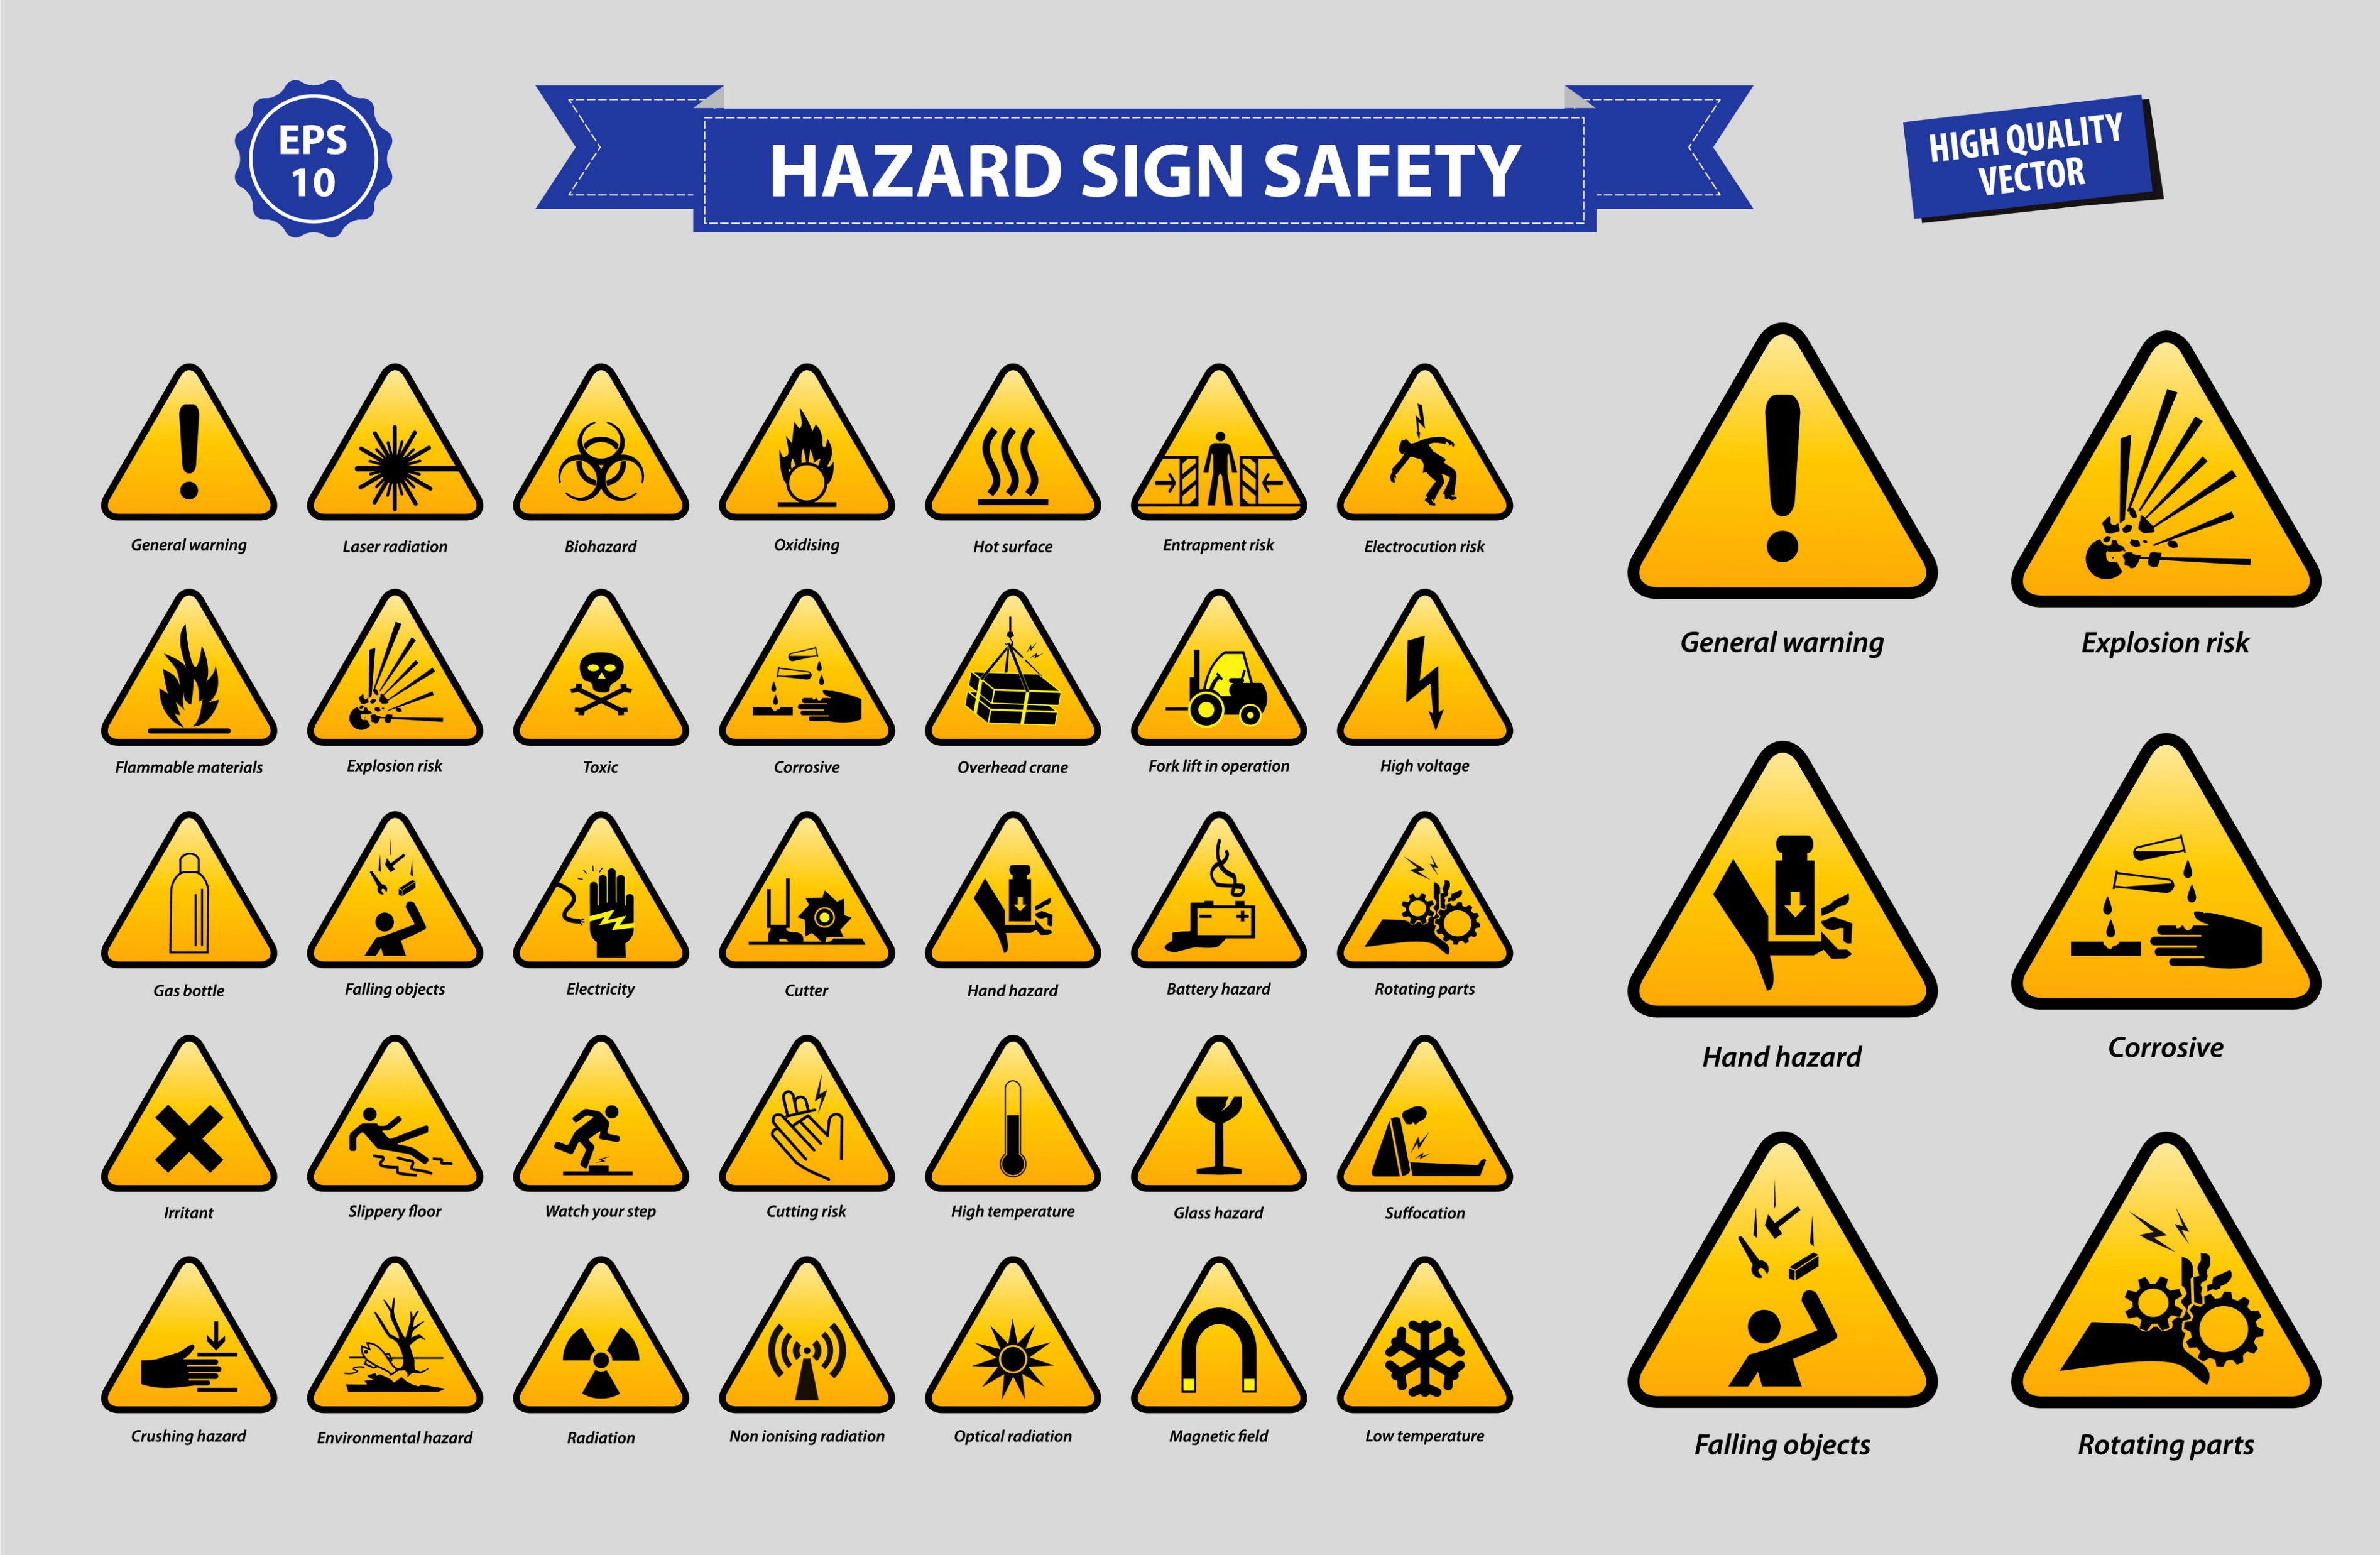 EPS
10
HAZARD SIGN SAFETY
HIGH QUALITY
VECTOR
General warning
Laser radiation
Biohazard
Oxidising
Hot surface
Entrapment risk
Electrocution risk
Flammable materials
Explosion risk
Toxic
Corrosive
Overhead crane
Fork lift in operation
High voltage
Gas bottle
Falling objects
Electricity
Cutter
Hand hazard
Battery hazard
Rotating parts
Irritant
Slippery floor
Watch your step
Cutting risk
High temperature
Glass hazard
Suffocation
Crushing hazard
Environmental hazard
Radiation
Non ionising radiation
Optical radiation
Magnetic field
Low temperature
General warning
Explosion risk
Hand hazard
Corrosive
Falling objects
Rotating parts